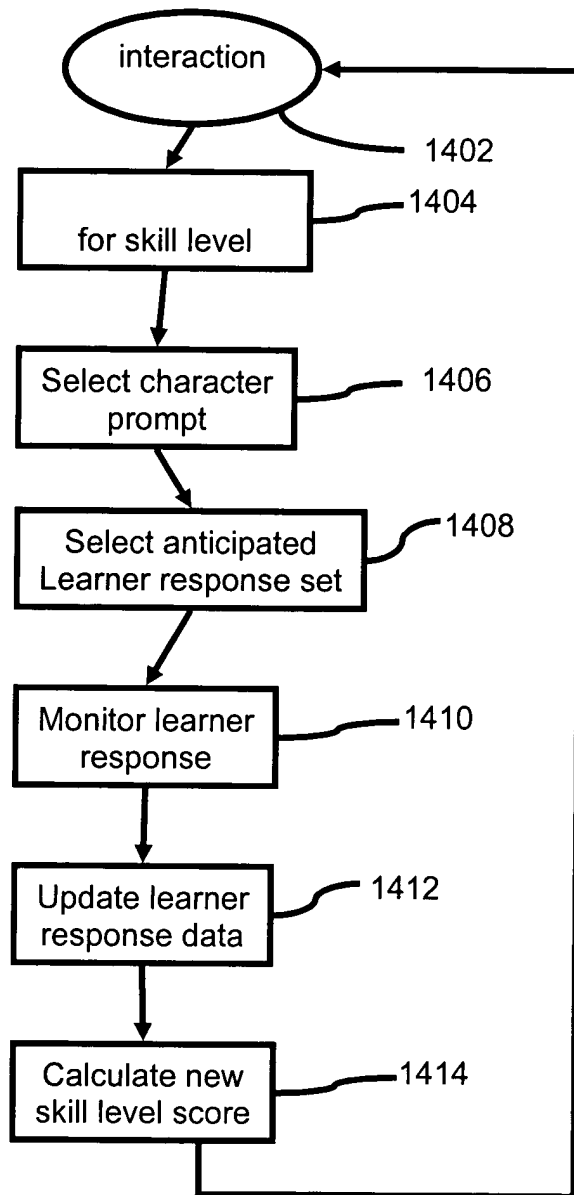 interaction
1402
1404
for skill level
Select character
prompt
1406
Select anticipated
Learner response set
1408
Monitor learner
response
1410
Update learner
response data
1412
Calculate new
skill level score
1414